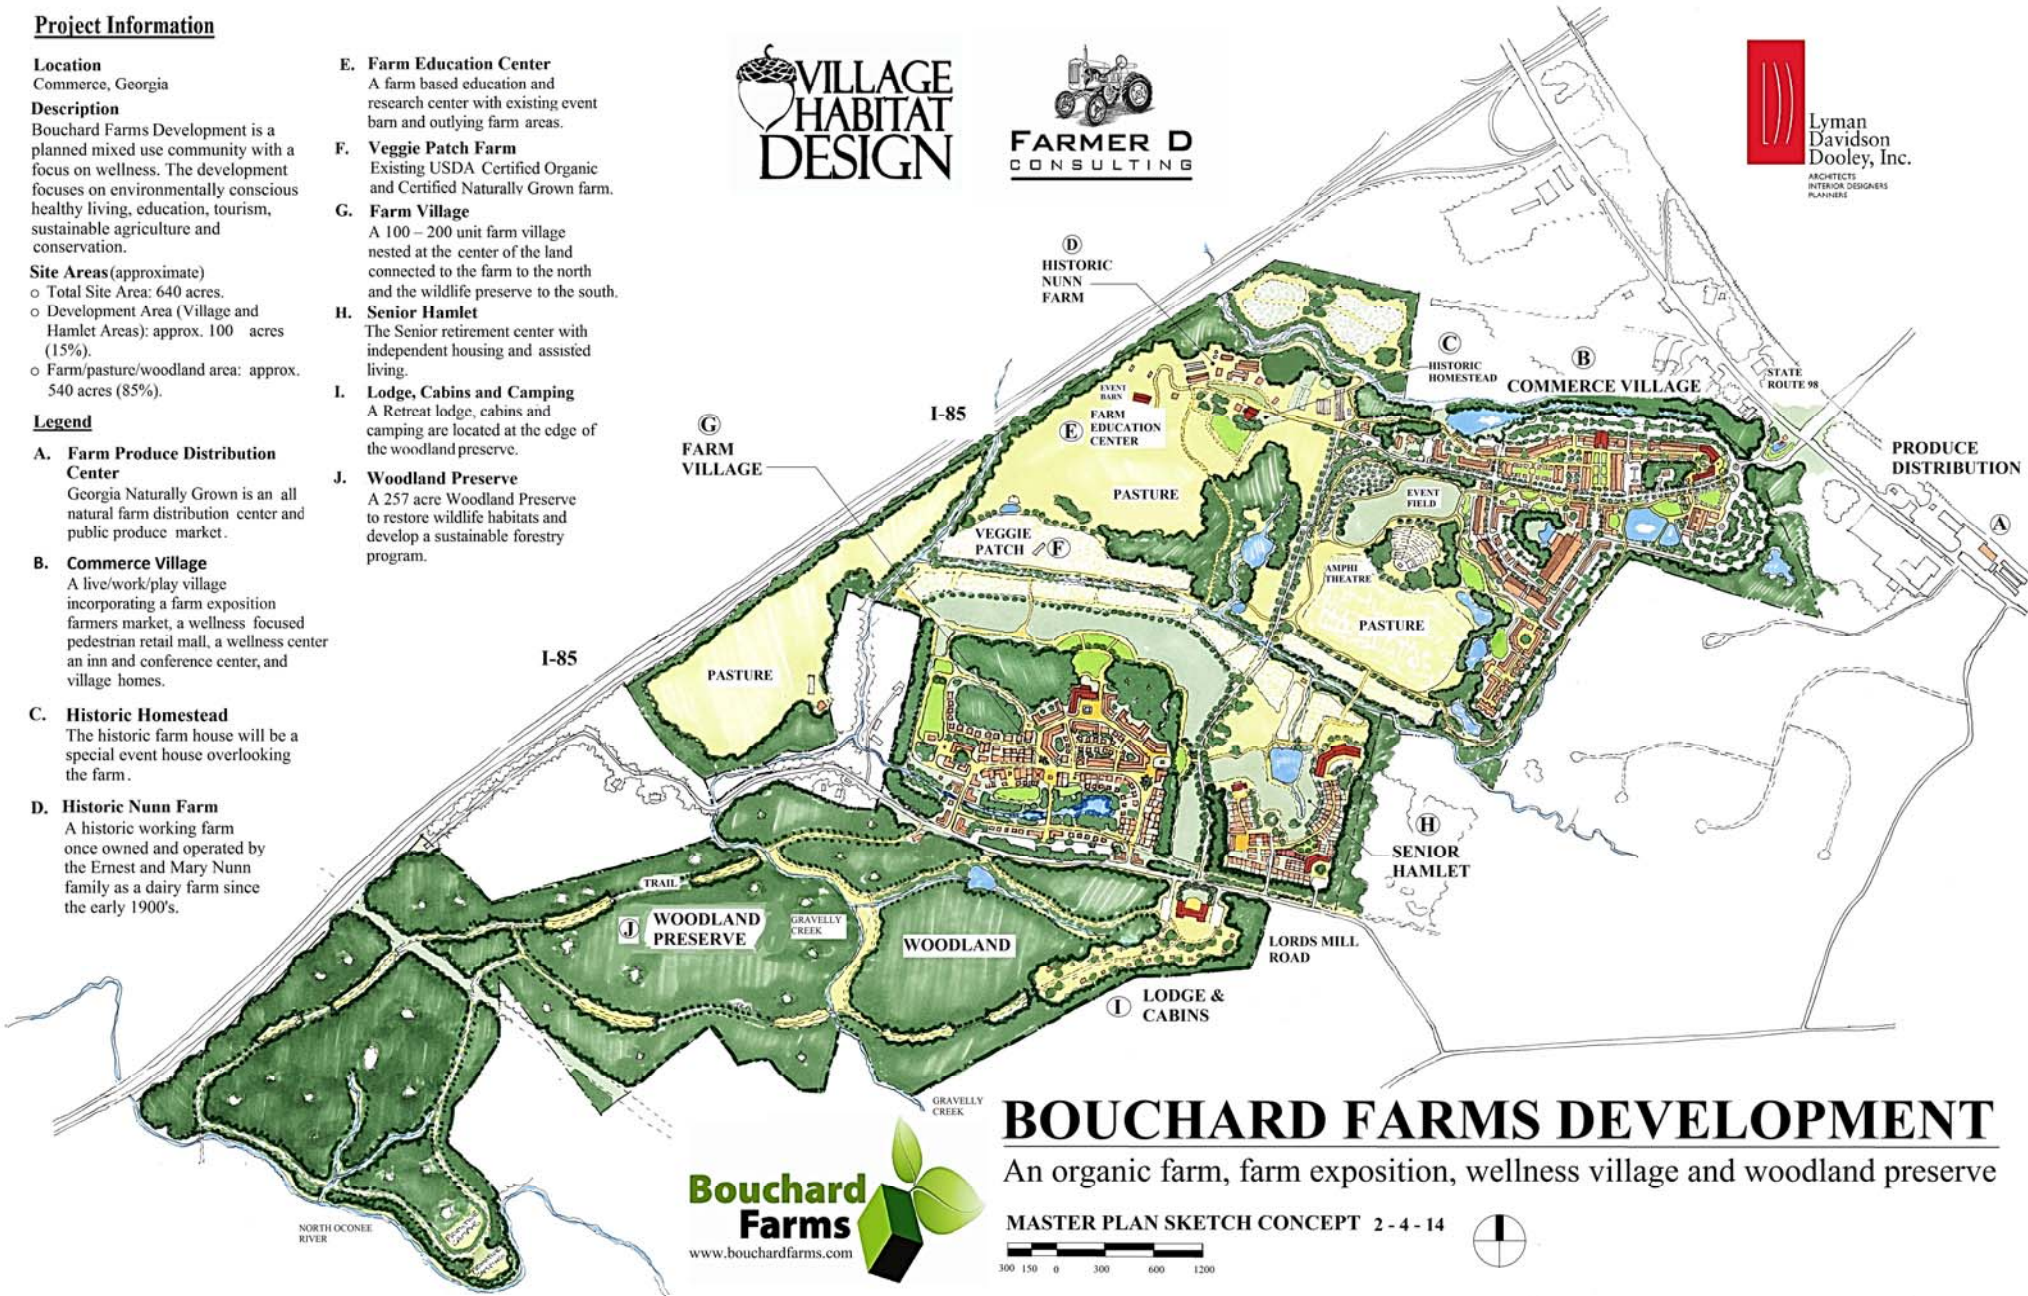 Project Information
Location
Commerce, Georgia
Description
Bouchard Farms Development is a
planned mixed use community with a
focus on wellness. The development
focuses on environmentally conscious
healthy living, education, tourism,
sustainable agriculture and
conservation.
Site Areas (approximate)
o Total Site Area: 640 acres.
o Development Area (Village and
Hamlet Areas): approx. 100 acres
(15%).
o Farm/pasture/woodland area: approx.
540 acres (85%).
Legend
A. Farm Produce Distribution
Center
Georgia Naturally Grown is an all
natural farm distribution center and
public produce market.
B. Commerce Village
A live/work/play village
incorporating a farm exposition
farmers market, a wellness focused
pedestrian retail mall, a wellness center
an inn and conference center, and
village homes.
C. Historic Homestead
The historic farm house will be a
special event house overlooking
the farm.
D. Historic Nunn Farm
A historic working farm
once owned and operated by
the Ernest and Mary Nunn
family as a dairy farm since
the early 1900's.
E. Farm Education Center
A farm based education and
research center with existing event
barn and outlying farm areas.
F. Veggie Patch Farm
Existing USDA Certified Organic
and Certified Naturally Grown farm.
G. Farm Village
A 100 – 200 unit farm village
nested at the center of the land
connected to the farm to the north
and the wildlife preserve to the south.
H. Senior Hamlet
The Senior retirement center with
independent housing and assisted
living.
I. Lodge, Cabins and Camping
A Retreat lodge, cabins and
camping are located at the edge of
the woodland preserve.
J. Woodland Preserve
A 257 acre Woodland Preserve
to restore wildlife habitats and
develop a sustainable forestry
program.
VILLAGE
HABITAT
DESIGN
FARMER D
CONSULTING
Lyman
Davidson
Dooley, Inc.
ARCHITECTS
INTERIOR DESIGNERS
PLANNERS
D
HISTORIC
NUNN
FARM
C
HISTORIC
HOMESTEAD
B
COMMERCE VILLAGE
STATE
ROUTE 98
PRODUCE
DISTRIBUTION
A
I-85
EVENT
BARN
E
FARM
EDUCATION
CENTER
G
FARM
VILLAGE
PASTURE
EVENT
FIELD
VEGGIE
PATCH
F
AMPHI
THEATRE
PASTURE
I-85
PASTURE
H
SENIOR
HAMLET
TRAIL
J
WOODLAND
PRESERVE
GRAVELLY
CREEK
WOODLAND
LORDS MILL
ROAD
I
LODGE &
CABINS
GRAVELLY
CREEK
NORTH OCONEE
RIVER
Bouchard
Farms
www.bouchardfarms.com
BOUCHARD FARMS DEVELOPMENT
An organic farm, farm exposition, wellness village and woodland preserve
MASTER PLAN SKETCH CONCEPT 2 - 4 - 14
300 150 0 300 600 1200